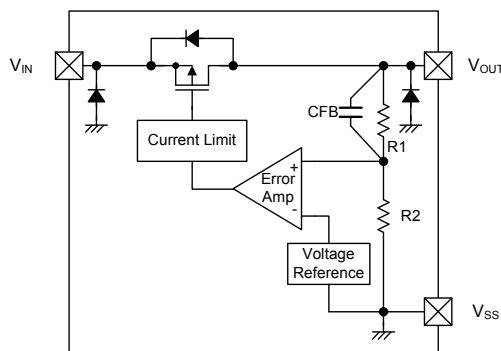 VIN
VOUT
CFB
R1
Current Limit
Error
Amp
+
-
R2
Voltage
Reference
VSS